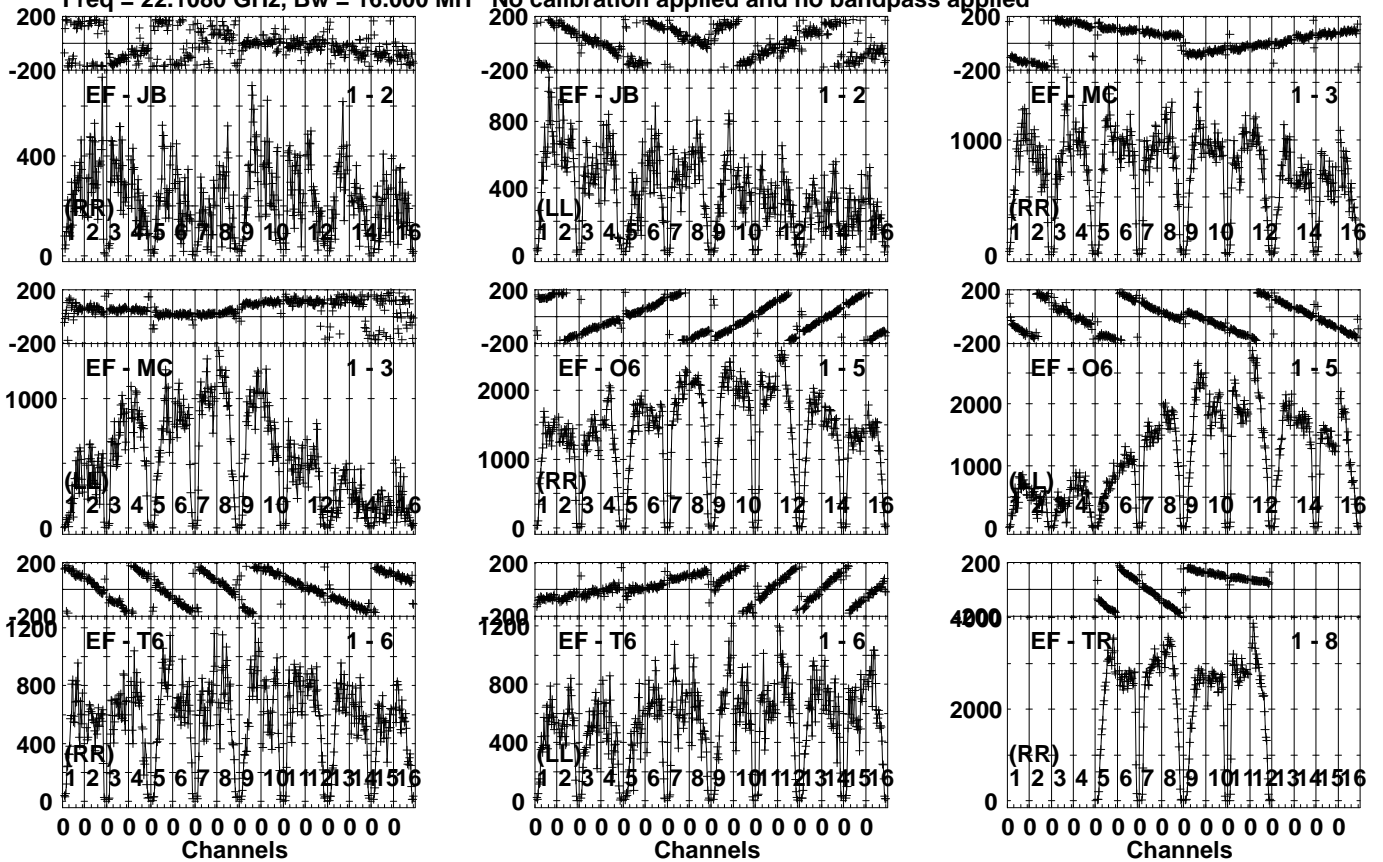 Freq = 22.1080 GHz, Bw = 16.000 MH No calibration applied and no bandpass applied
200 200 200
-200 -200 -200
EF - JB 1 - 2 EF - JB 1 - 2 EF - MC 1 - 3
800 1000
400 400
(RR) (LL) (RR)
1 2 3 4 5 6 7 8 9 10 12 14 16 1 2 3 4 5 6 7 8 9 10 12 14 16 1 2 3 4 5 6 7 8 9 10 12 14 16
0 0 0
200 200 200
-200 -200 -200
EF - MC 1 - 3 EF - O6 1 - 5 EF - O6 1 - 5
1000 2000 2000
1000 1000
(LL) (RR) (LL)
1 2 3 4 5 6 7 8 9 10 12 14 16 1 2 3 4 5 6 7 8 9 10 12 14 16 1 2 3 4 5 6 7 8 9 10 12 14 16
0 0 0
200 200 200
-200 -200 -200
1200 1200 4000
EF - T6 1 - 6 EF - T6 1 - 6 EF - TR 1 - 8
800 800
2000
400 400
(RR) (LL) (RR)
1 2 3 4 5 6 7 8 9 10 11 12 13 14 15 16 1 2 3 4 5 6 7 8 9 10 11 12 13 14 15 16 1 2 3 4 5 6 7 8 9 10 11 12 13 14 15 16
0 0 0
0 0 0 0 0 0 0 0 0 0 0 0 0 0 0 0 0 0 0 0 0 0 0 0 0 0 0 0 0 0 0 0 0 0 0 0 0 0 0 0 0 0 0 0 0 0 0 0
Channels Channels Channels